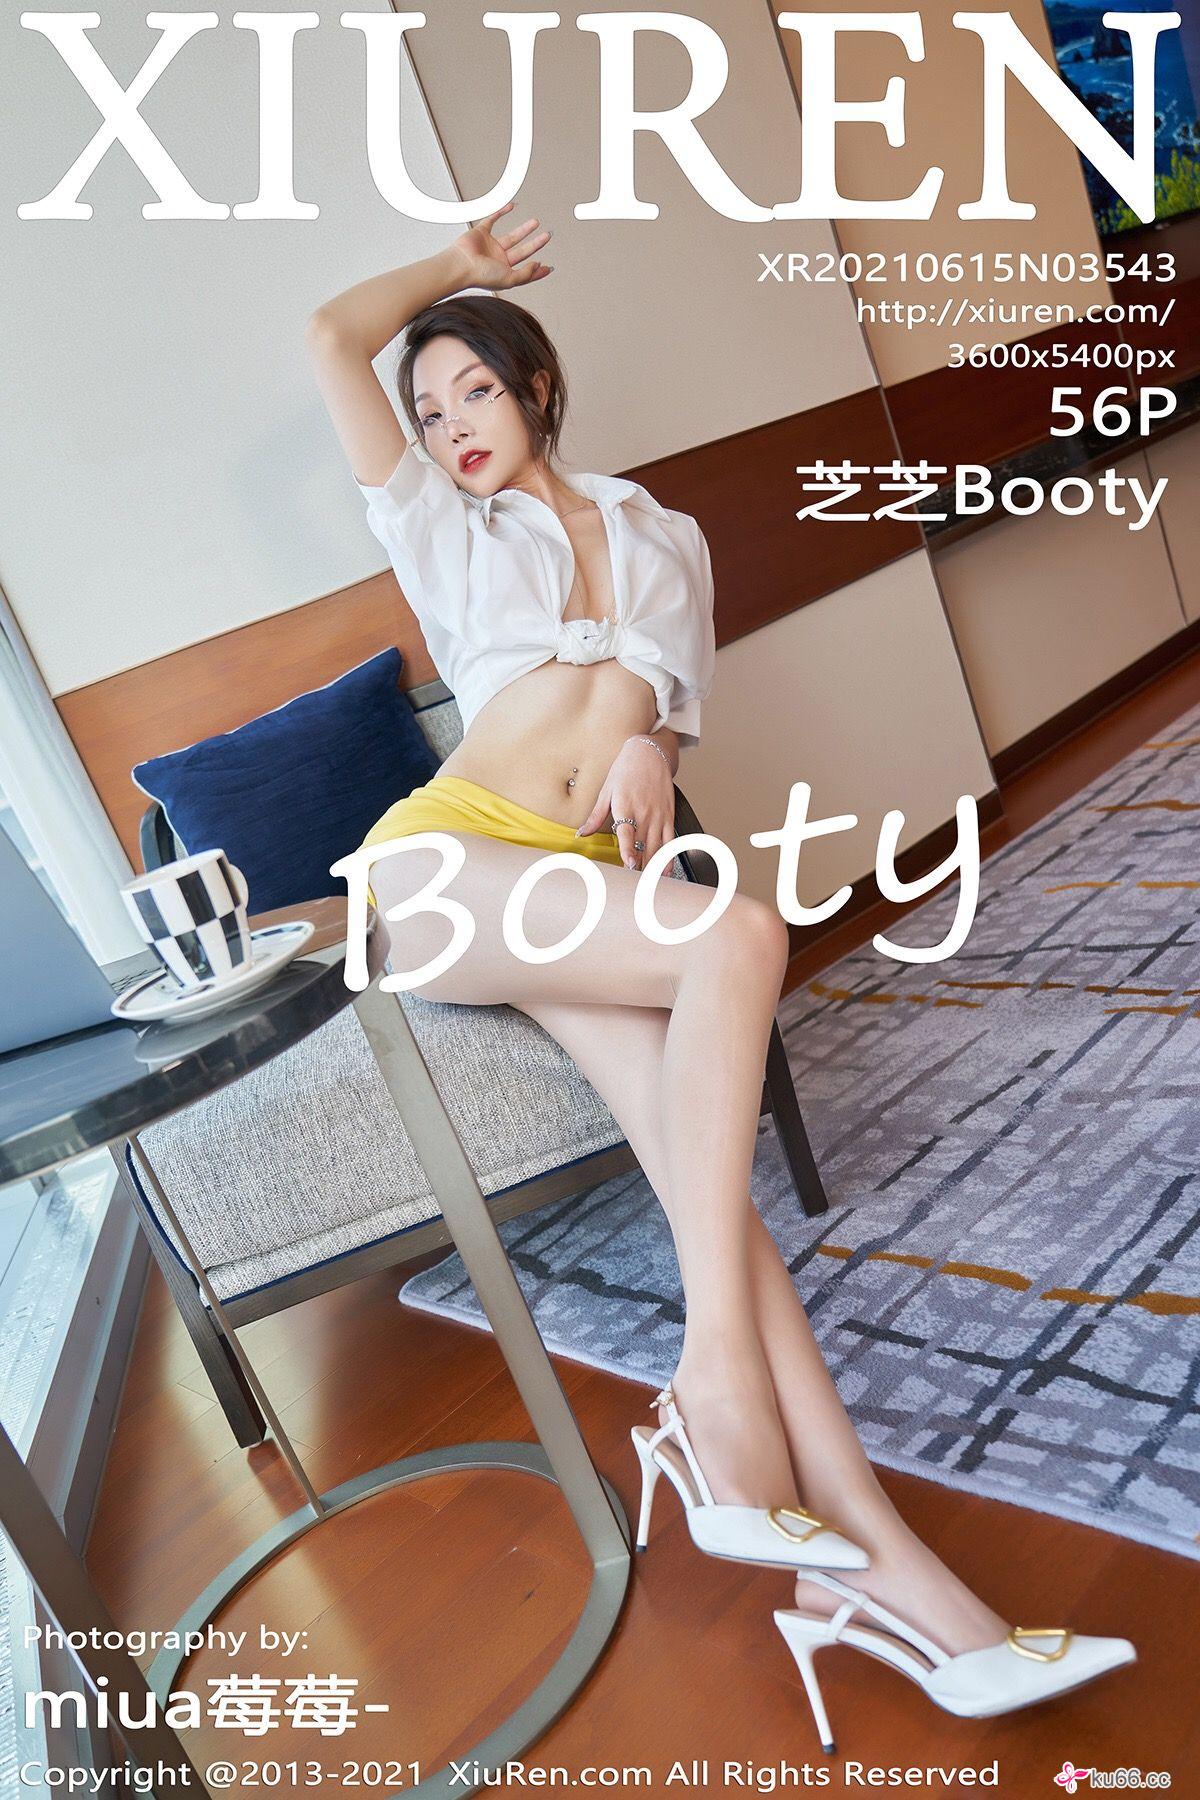 XIUREN
XR20210615N03543
http://xiuren.com/
3600x5400px
56P
芝芝Booty
Booty
Photography by:
miua莓莓-
Copyright @2013-2021 XiuRen.com All Rights Reserved
ku66.cc